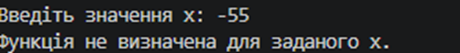 Введіть значення x: -55
Функція не визначена для заданого x.